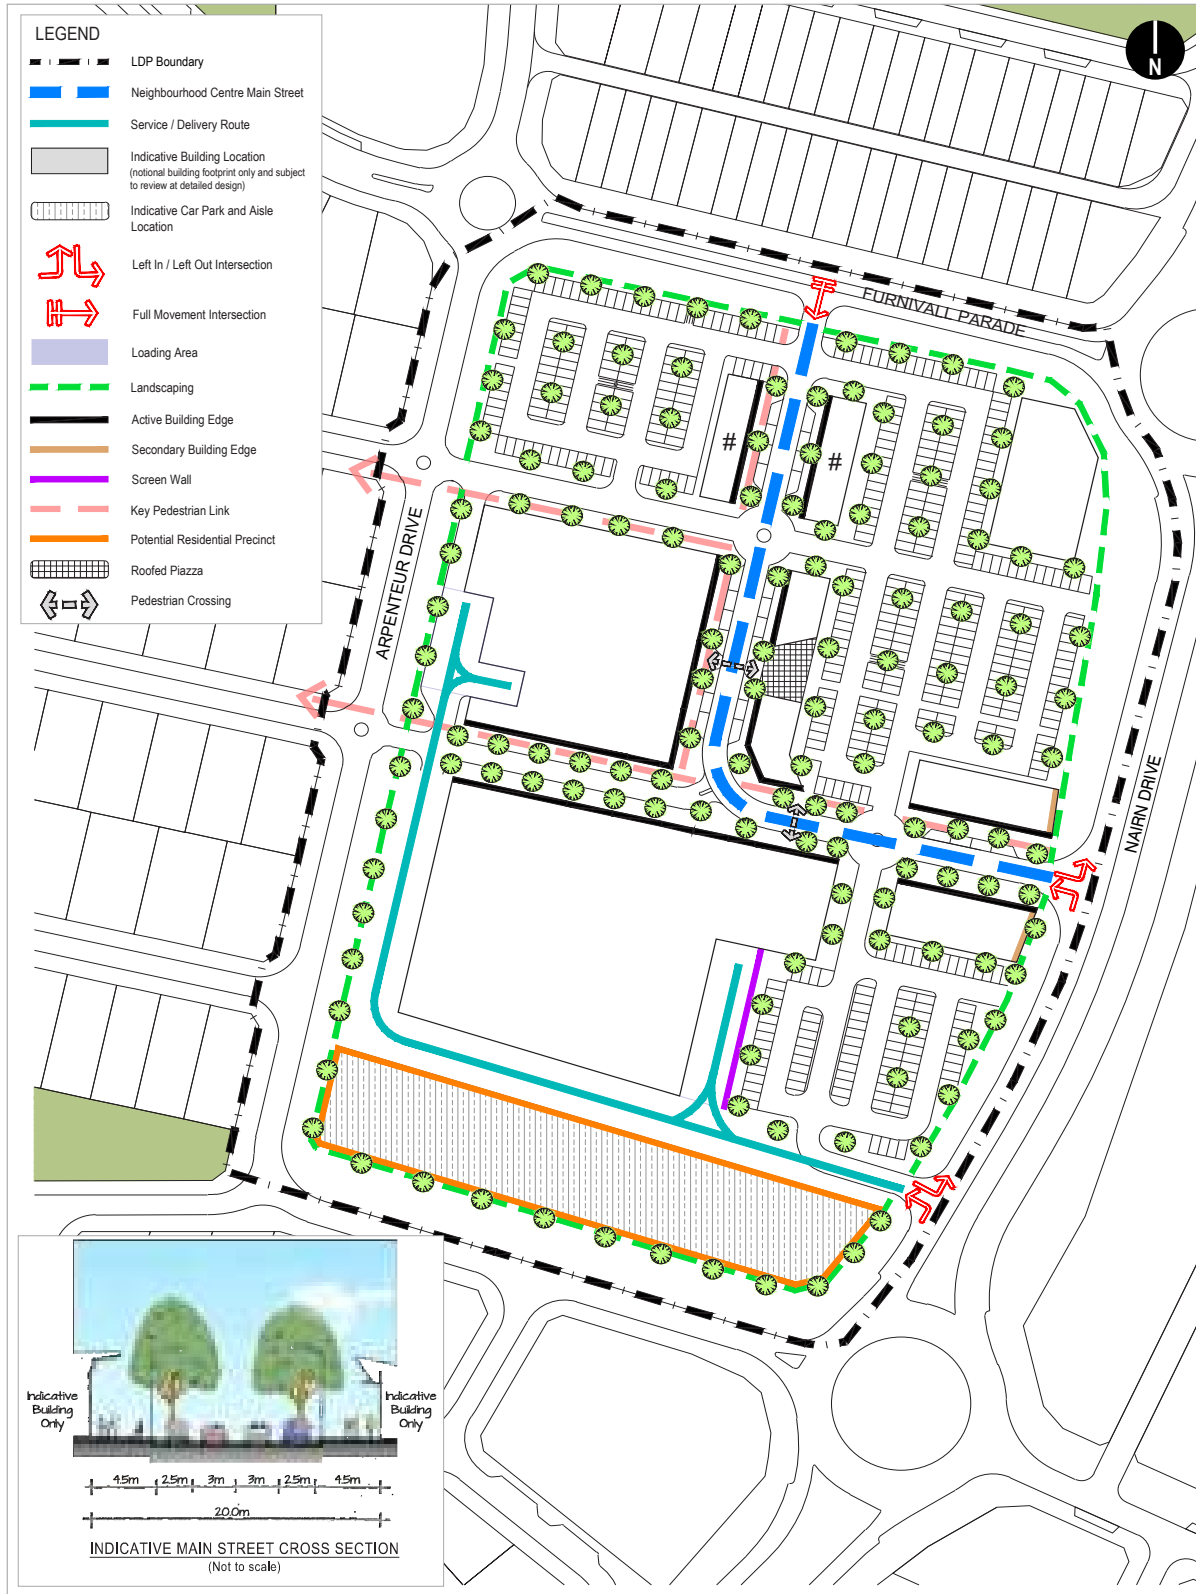 LEGEND
LDP Boundary
Neighbourhood Centre Main Street
Service / Delivery Route
Indicative Building Location
(notional building footprint only and subject
to review at detailed design)
Indicative Car Park and Aisle
Location
Left In / Left Out Intersection
Full Movement Intersection
Loading Area
Landscaping
Active Building Edge
Secondary Building Edge
Screen Wall
Key Pedestrian Link
Potential Residential Precinct
Roofed Piazza
Pedestrian Crossing
N
FURNIVALL PARADE
#
#
ARPENTEUR DRIVE
NAIRN DRIVE
Indicative
Building
Only
Indicative
Building
Only
4.5m 2.5m 3m 3m 2.5m 4.5m
20.0m
INDICATIVE MAIN STREET CROSS SECTION
(Not to scale)